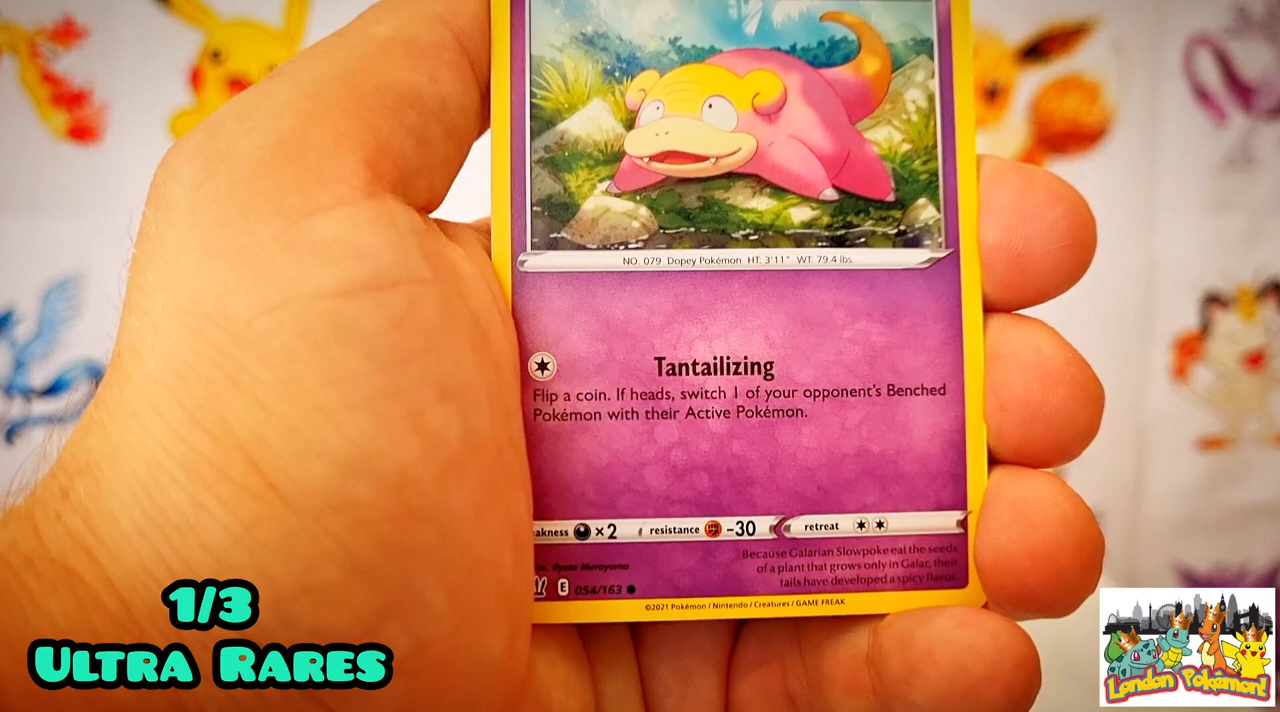 NO. 079 Dopey Pokémon HT: 3'11" WT: 79.4 lbs.
Tantailizing
Flip a coin. If heads, switch 1 of your opponent's Benched
Pokémon with their Active Pokémon.
akness ×2 resistance -30 retreat
Because Galarian Slowpoke eat the seeds
of a plant that grows only in Galar, their
tails have developed a spicy flavor.
Ryota Murayama
E 054/163
©2021 Pokémon / Nintendo / Creatures / GAME FREAK
1/3
Ultra Rares
London Pokémon!